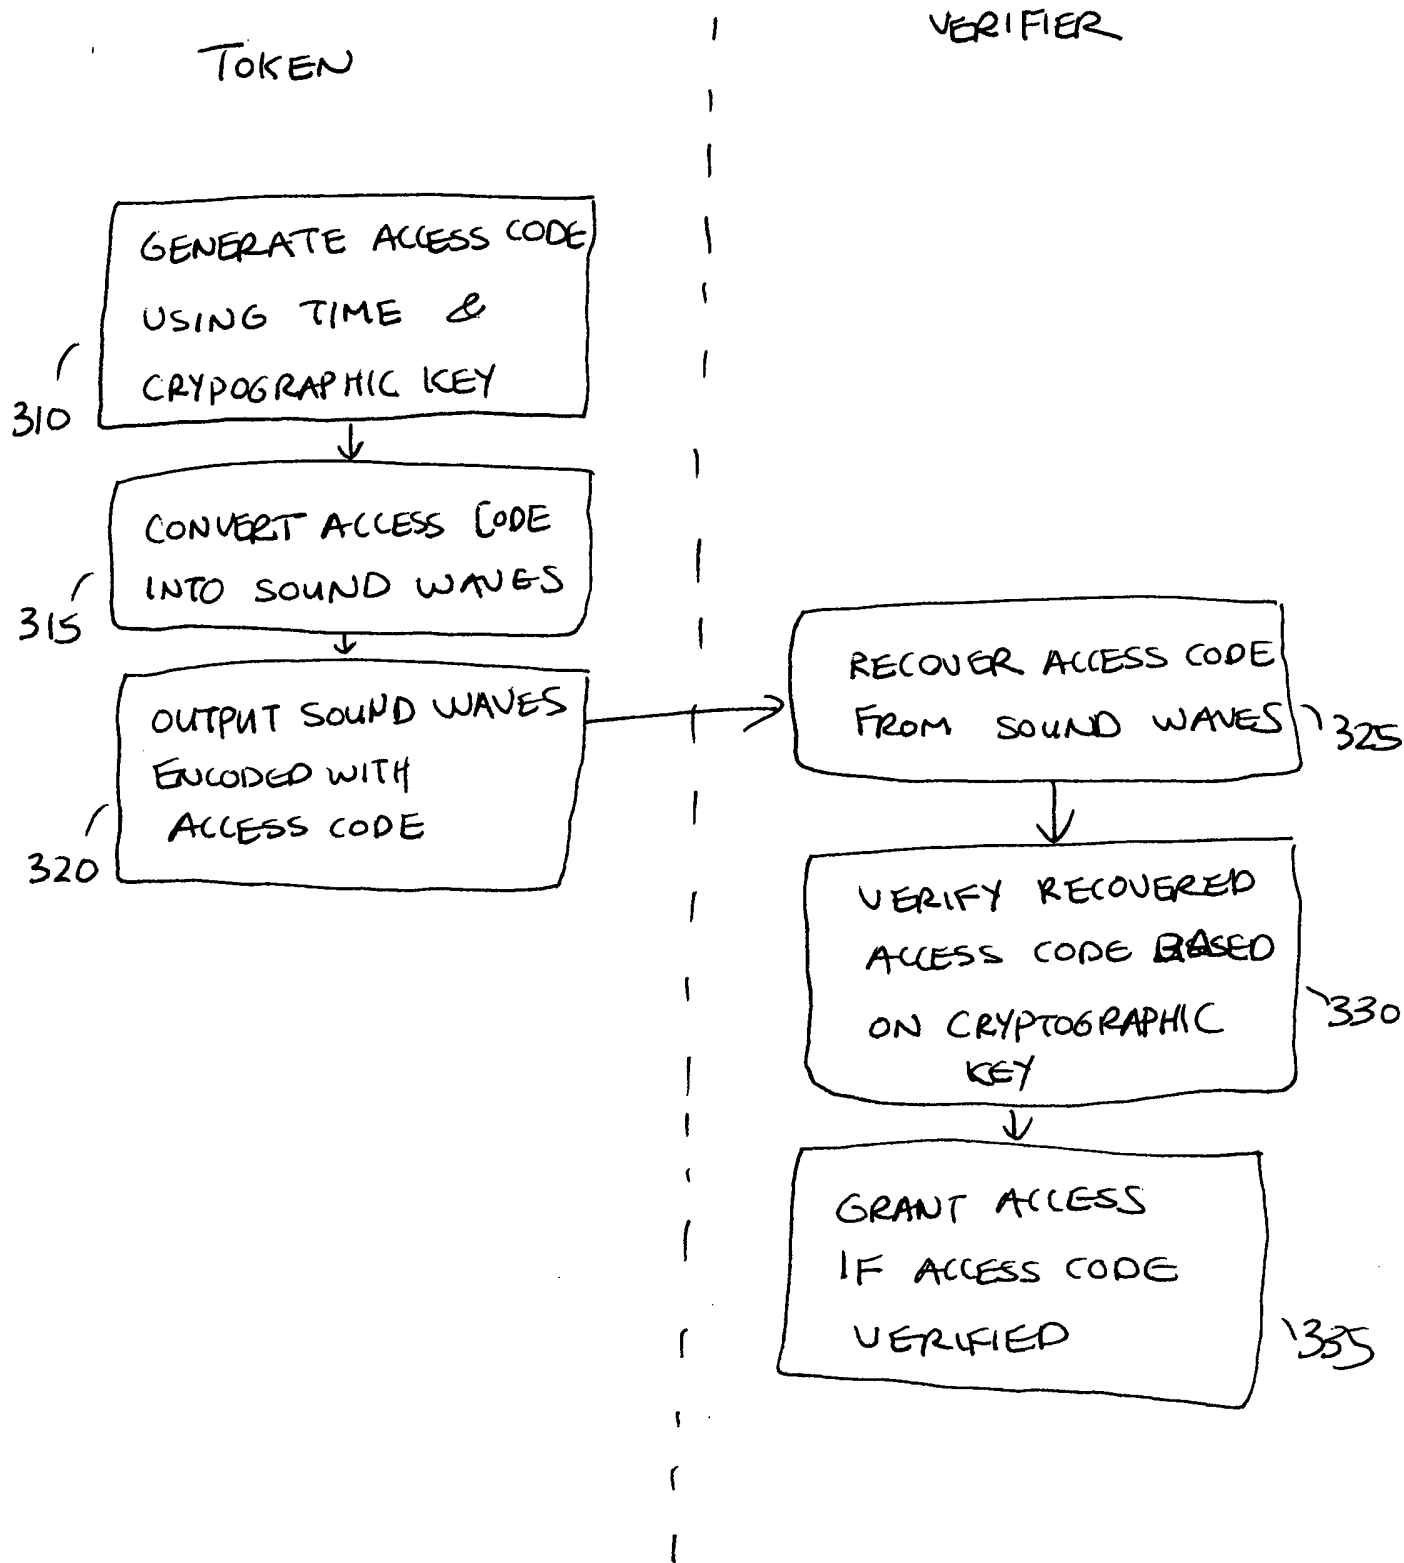 TOKEN
VERIFIER
GENERATE ACCESS CODE
USING TIME &
CRYPOGRAPHIC KEY
310
CONVERT ACCESS CODE
INTO SOUND WAVES
315
OUTPUT SOUND WAVES
ENCODED WITH
ACCESS CODE
320
RECOVER ACCESS CODE
FROM SOUND WAVES
325
VERIFY RECOVERED
ACCESS CODE BASED
ON CRYPTOGRAPHIC
KEY
330
GRANT ACCESS
IF ACCESS CODE
VERIFIED
335